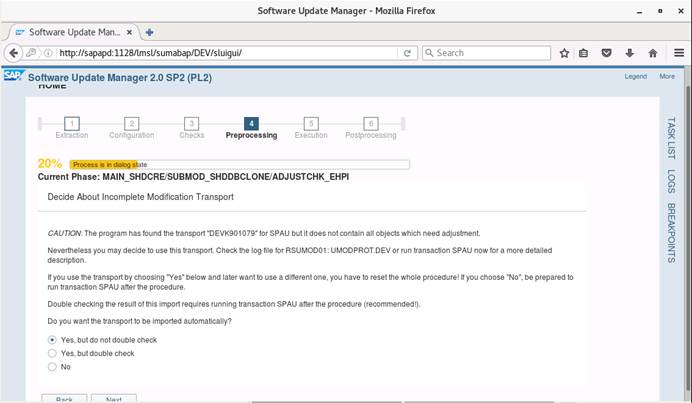 Software Update Manager - Mozilla Firefox
Software Update Man...
http://sapapd:1128/lmsl/sumabap/DEV/sluigui/
Search
SAP
Software Update Manager 2.0 SP2 (PL2)
Legend More
HOME
1 2 3 4 5 6
Extraction Configuration Checks Preprocessing Execution Postprocessing
20% Process is in dialog state
Current Phase: MAIN_SHDCRE/SUBMOD_SHDDBCLONE/ADJUSTCHK_EHPI
Decide About Incomplete Modification Transport
CAUTION: The program has found the transport "DEVK901079" for SPAU but it does not contain all objects which need adjustment.
Nevertheless you may decide to use this transport. Check the log file for RSUMOD01: UMODPROT.DEV or run transaction SPAU now for a more detailed
description.
If you use the transport by choosing "Yes" below and later want to use a different one, you have to reset the whole procedure! If you choose "No", be prepared to
run transaction SPAU after the procedure.
Double checking the result of this import requires running transaction SPAU after the procedure (recommended!).
Do you want the transport to be imported automatically?
Yes, but do not double check
Yes, but double check
No
Back Next
TASK LIST
LOGS
BREAKPOINTS